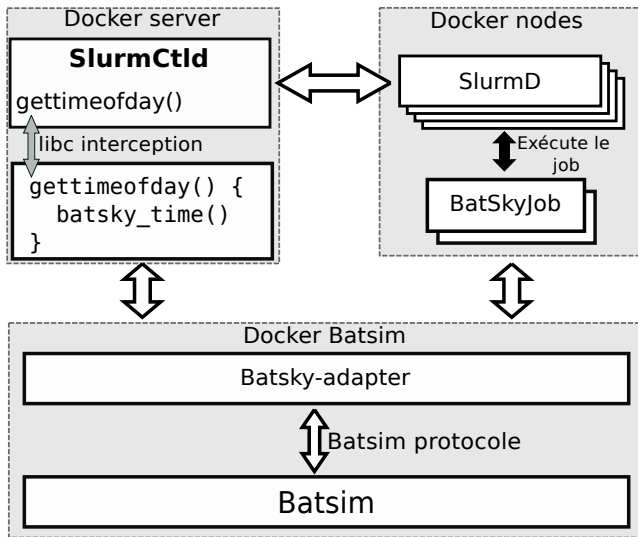 Docker server
SlurmCtld
gettimeofday()
libc interception
gettimeofday() {
batsky_time()
}
Docker nodes
SlurmD
Exécute le
job
BatSkyJob
Docker Batsim
Batsky-adapter
Batsim protocole
Batsim